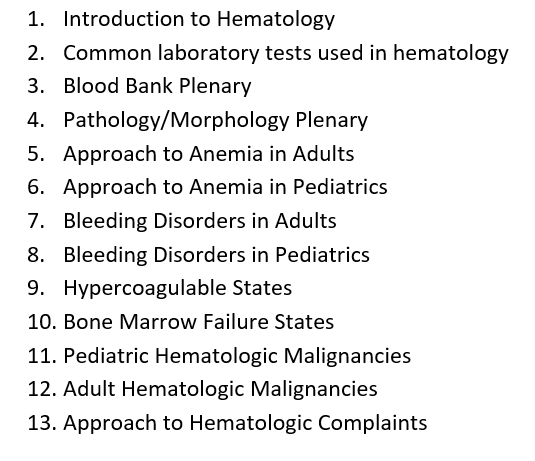 1. Introduction to Hematology
2. Common laboratory tests used in hematology
3. Blood Bank Plenary
4. Pathology/Morphology Plenary
5. Approach to Anemia in Adults
6. Approach to Anemia in Pediatrics
7. Bleeding Disorders in Adults
8. Bleeding Disorders in Pediatrics
9. Hypercoagulable States
10. Bone Marrow Failure States
11. Pediatric Hematologic Malignancies
12. Adult Hematologic Malignancies
13. Approach to Hematologic Complaints